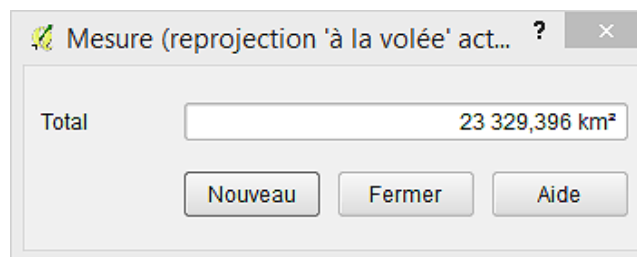 Mesure (reprojection 'à la volée' act... ?
Total 23 329,396 km²
Nouveau Fermer Aide